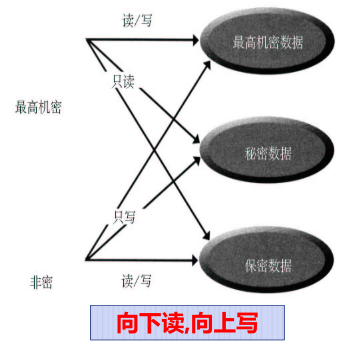 读/写
最高机密数据
只读
最高机密
秘密数据
只写
保密数据
非密
读/写
向下读,向上写